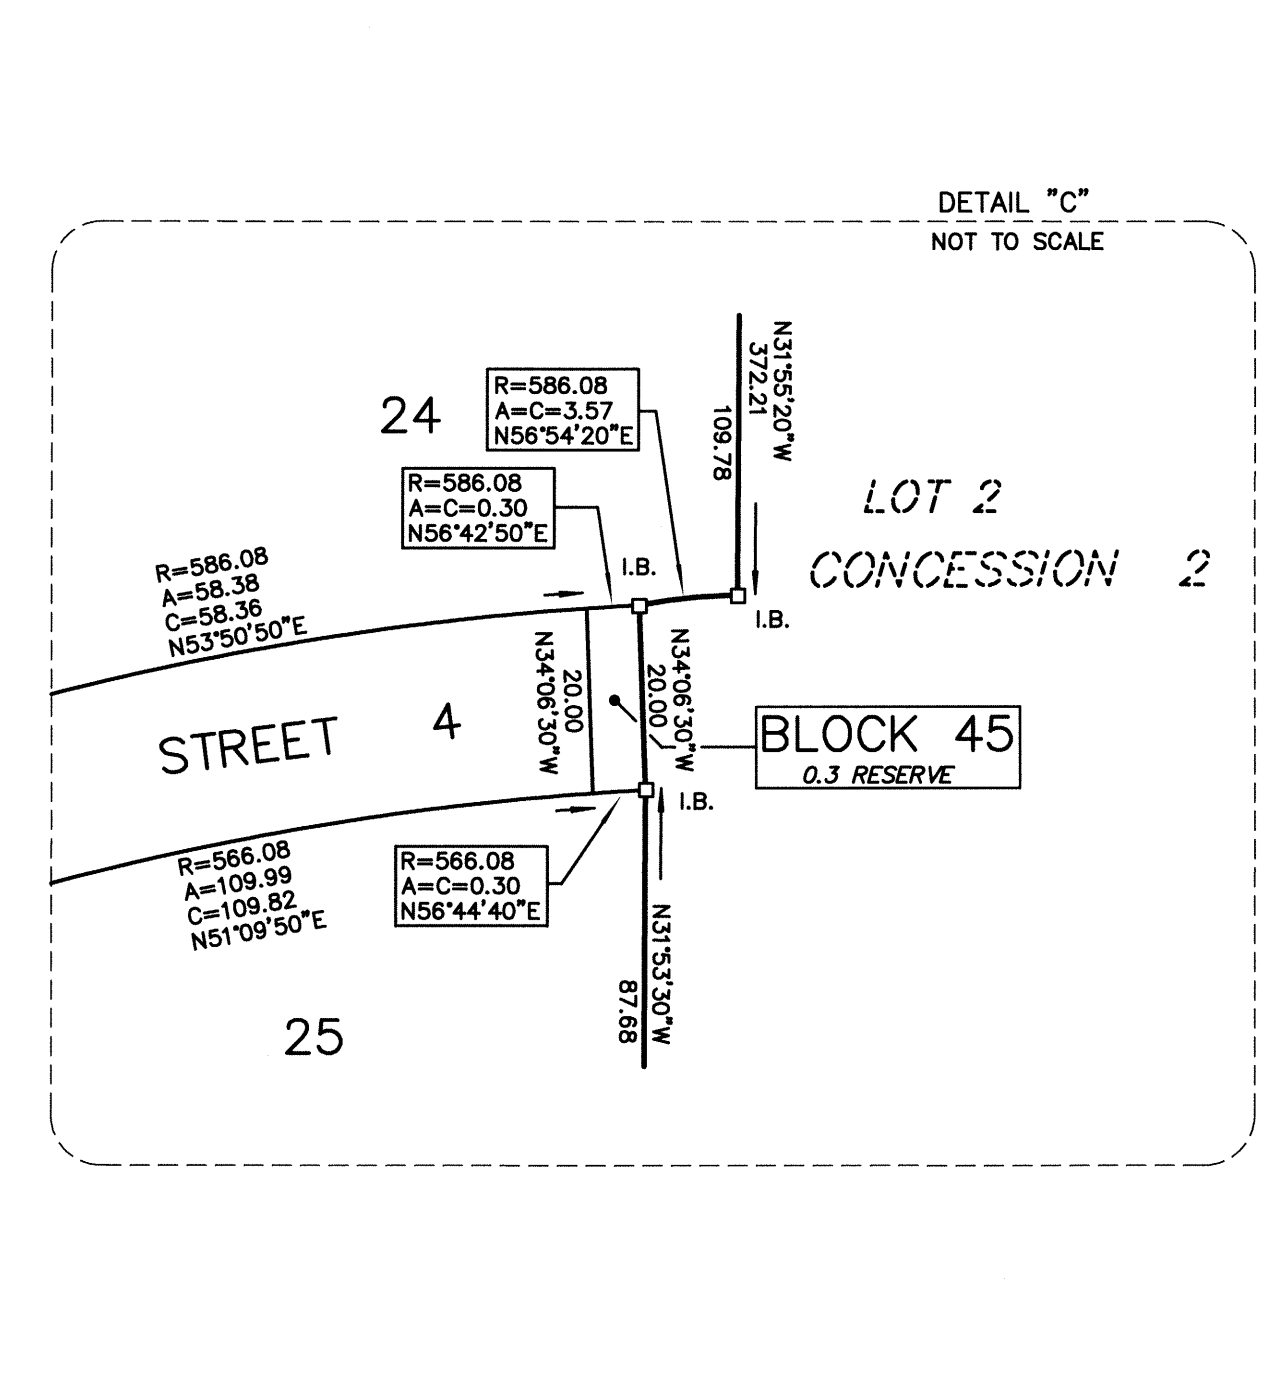 DETAIL "C"
NOT TO SCALE
N31°55'20"W
372.21
109.78
R=586.08
A=C=3.57
N56°54'20"E
24
R=586.08
A=C=0.30
N56°42'50"E
LOT 2
CONCESSION 2
I.B.
I.B.
R=586.08
A=58.38
C=58.36
N53°50'50"E
N34°06'30"W
20.00
N34°06'30"W
20.00
STREET 4
BLOCK 45
0.3 RESERVE
I.B.
R=566.08
A=109.99
C=109.82
N51°09'50"E
R=566.08
A=C=0.30
N56°44'40"E
N31°53'30"W
87.68
25